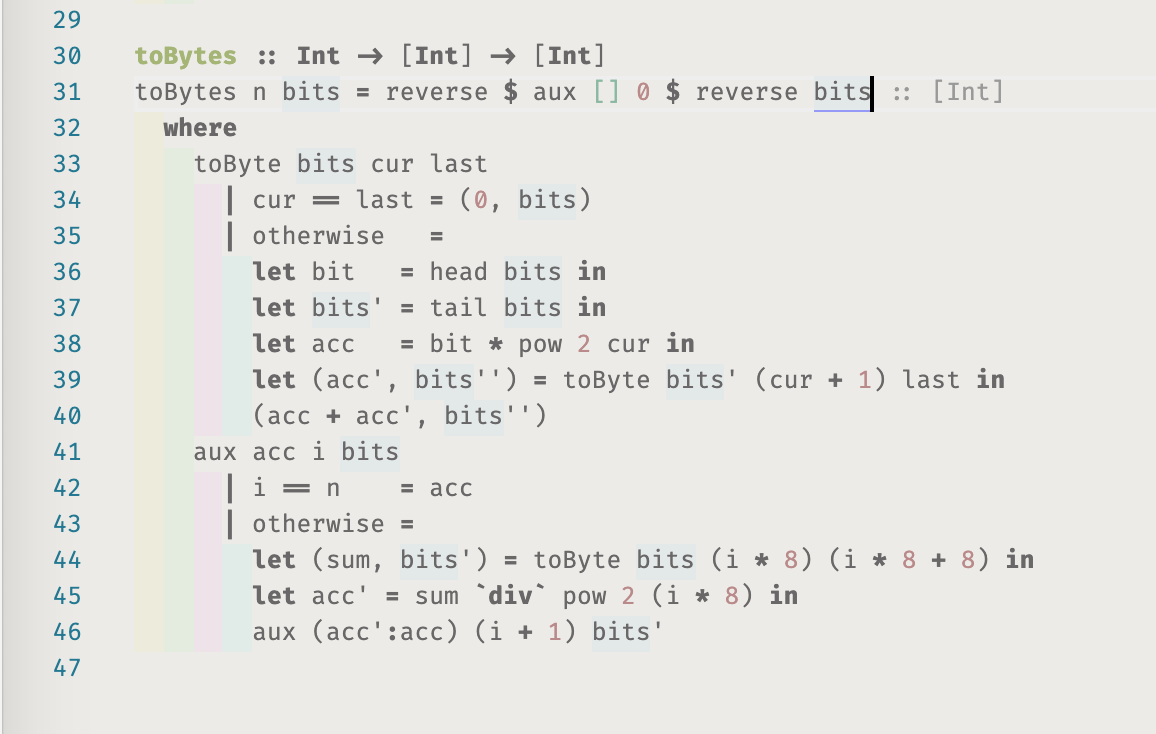 29
30 toBytes :: Int → [Int] → [Int]
31 toBytes n bits = reverse $ aux [] 0 $ reverse bits :: [Int]
32   where
33     toByte bits cur last
34       | cur == last = (0, bits)
35       | otherwise   =
36         let bit   = head bits in
37         let bits' = tail bits in
38         let acc   = bit * pow 2 cur in
39         let (acc', bits'') = toByte bits' (cur + 1) last in
40         (acc + acc', bits'')
41     aux acc i bits
42       | i == n    = acc
43       | otherwise =
44         let (sum, bits') = toByte bits (i * 8) (i * 8 + 8) in
45         let acc' = sum `div` pow 2 (i * 8) in
46         aux (acc':acc) (i + 1) bits'
47